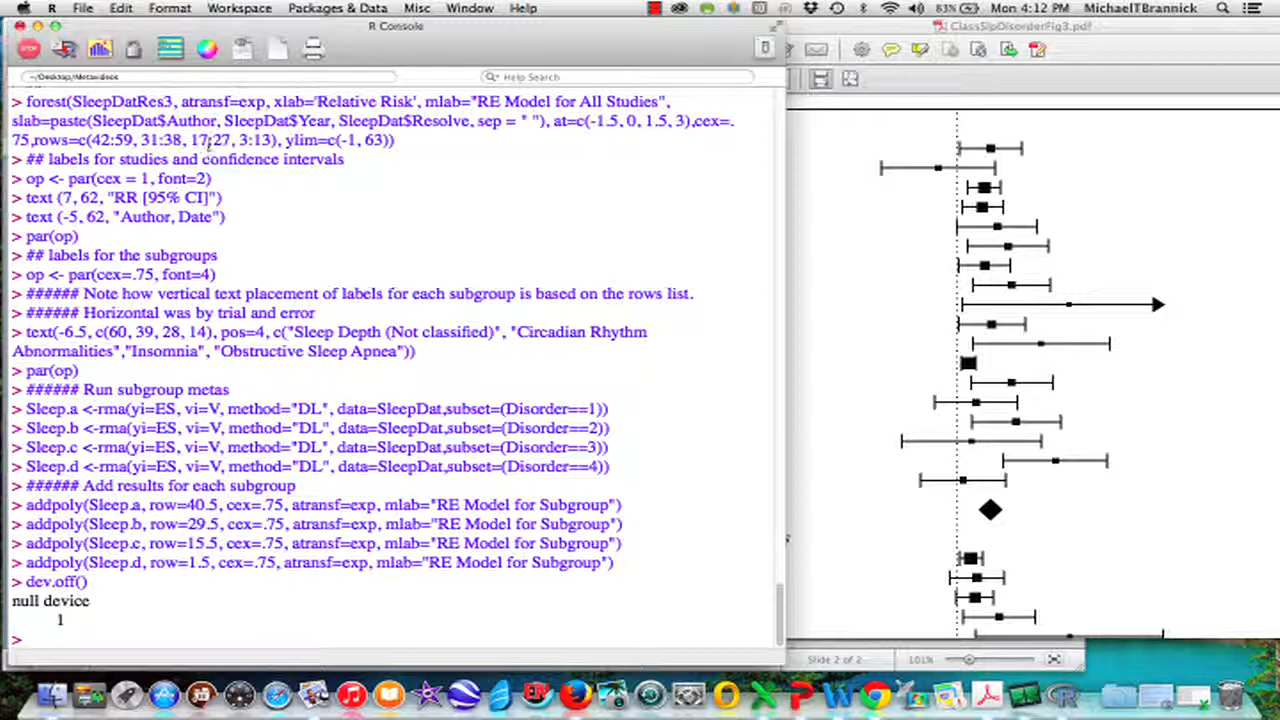 R File Edit Format Workspace Packages & Data Misc Window Help 83% Mon 4:12 PM MichaelTBrannick
R Console
ClassSlpDisorderFig3.pdf
~/Desktop/Metavideos
Help Search
> forest(SleepDatRes3, atransf=exp, xlab='Relative Risk', mlab="RE Model for All Studies",
slab=paste(SleepDat$Author, SleepDat$Year, SleepDat$Resolve, sep = " "), at=c(-1.5, 0, 1.5, 3),cex=.
75,rows=c(42:59, 31:38, 17:27, 3:13), ylim=c(-1, 63))
> ## labels for studies and confidence intervals
> op <- par(cex = 1, font=2)
> text (7, 62, "RR [95% CI]")
> text (-5, 62, "Author, Date")
> par(op)
> ## labels for the subgroups
> op <- par(cex=.75, font=4)
> ###### Note how vertical text placement of labels for each subgroup is based on the rows list.
> ###### Horizontal was by trial and error
> text(-6.5, c(60, 39, 28, 14), pos=4, c("Sleep Depth (Not classified)", "Circadian Rhythm
Abnormalities","Insomnia", "Obstructive Sleep Apnea"))
> par(op)
> ###### Run subgroup metas
> Sleep.a <-rma(yi=ES, vi=V, method="DL", data=SleepDat,subset=(Disorder==1))
> Sleep.b <-rma(yi=ES, vi=V, method="DL", data=SleepDat,subset=(Disorder==2))
> Sleep.c <-rma(yi=ES, vi=V, method="DL", data=SleepDat,subset=(Disorder==3))
> Sleep.d <-rma(yi=ES, vi=V, method="DL", data=SleepDat,subset=(Disorder==4))
> ###### Add results for each subgroup
> addpoly(Sleep.a, row=40.5, cex=.75, atransf=exp, mlab="RE Model for Subgroup")
> addpoly(Sleep.b, row=29.5, cex=.75, atransf=exp, mlab="RE Model for Subgroup")
> addpoly(Sleep.c, row=15.5, cex=.75, atransf=exp, mlab="RE Model for Subgroup")
> addpoly(Sleep.d, row=1.5, cex=.75, atransf=exp, mlab="RE Model for Subgroup")
> dev.off()
null device
1
>
Slide 2 of 2 101%